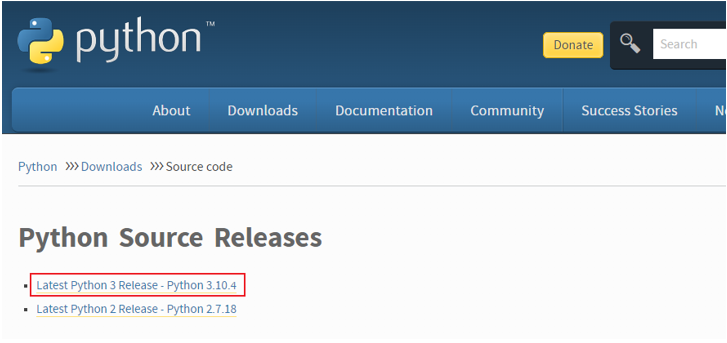 python™
Donate
Search
About Downloads Documentation Community Success Stories
Python >>> Downloads >>> Source code
Python Source Releases
Latest Python 3 Release - Python 3.10.4
Latest Python 2 Release - Python 2.7.18